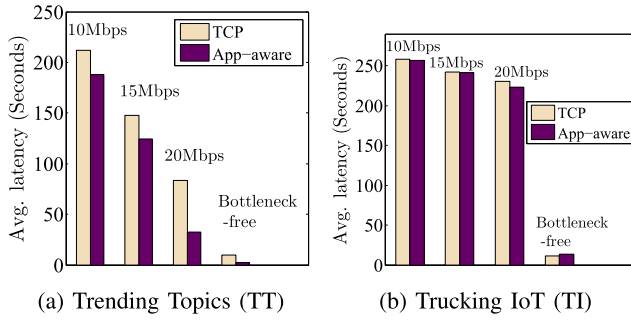 250
200
150
100
50
0
Avg. latency (Seconds)
10Mbps
15Mbps
20Mbps
Bottleneck
-free
TCP
App-aware
(a) Trending Topics (TT)
250
200
150
100
50
0
Avg. latency (Seconds)
10Mbps
15Mbps
20Mbps
Bottleneck
-free
TCP
App-aware
(b) Trucking IoT (TI)